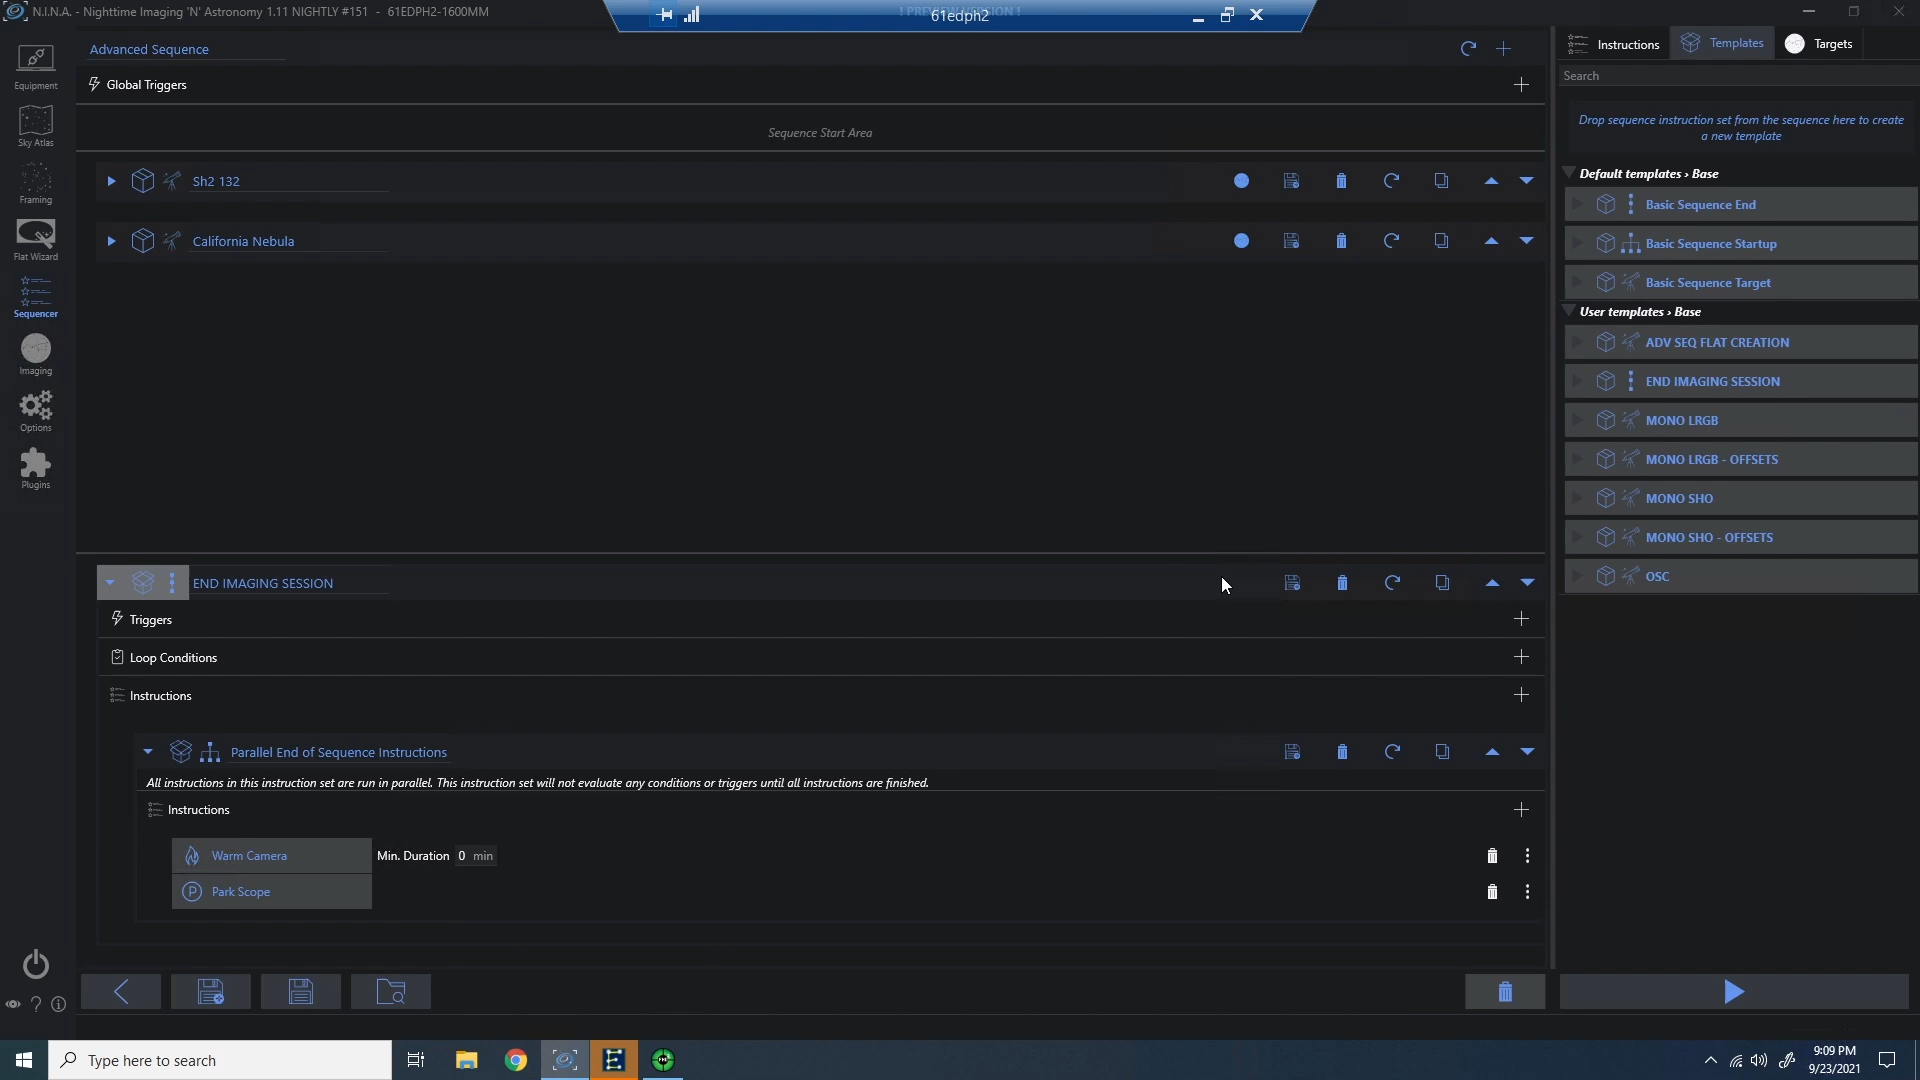 N.I.N.A. - Nighttime Imaging 'N' Astronomy 1.11 NIGHTLY #151 - 61EDPH2-1600MM
61edph2
Equipment
Sky Atlas
Framing
Flat Wizard
Sequencer
Imaging
Options
Plugins
Advanced Sequence
Global Triggers
Sequence Start Area
Sh2 132
California Nebula
END IMAGING SESSION
Triggers
Loop Conditions
Instructions
Parallel End of Sequence Instructions
All instructions in this instruction set are run in parallel. This instruction set will not evaluate any conditions or triggers until all instructions are finished.
Instructions
Warm Camera Min. Duration 0 min
Park Scope
Instructions Templates Targets
Search
Drop sequence instruction set from the sequence here to create
a new template
Default templates › Base
Basic Sequence End
Basic Sequence Startup
Basic Sequence Target
User templates › Base
ADV SEQ FLAT CREATION
END IMAGING SESSION
MONO LRGB
MONO LRGB - OFFSETS
MONO SHO
MONO SHO - OFFSETS
OSC
Type here to search
9:09 PM
9/23/2021